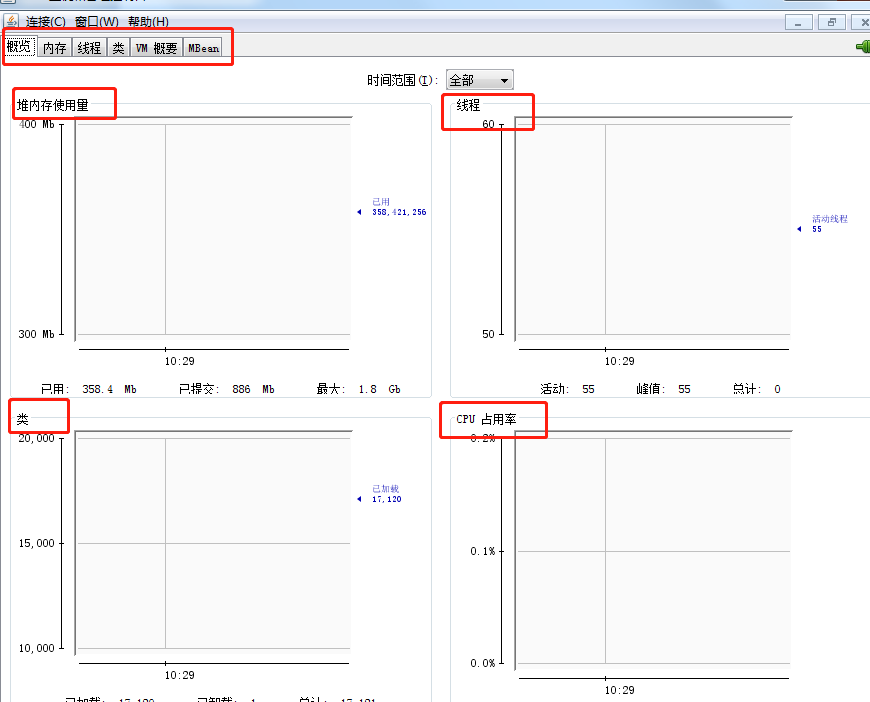 连接(C) 窗口(W) 帮助(H)
概览 内存 线程 类 VM 概要 MBean
时间范围(I): 全部
堆内存使用量
400 Mb
已用
358,421,256
300 Mb
10:29
已用: 358.4 Mb 已提交: 886 Mb 最大: 1.8 Gb
线程
60
活动线程
55
50
10:29
活动: 55 峰值: 55 总计: 0
类
20,000
已加载
17,120
15,000
10,000
10:29
CPU 占用率
0.2%
0.1%
0.0%
10:29